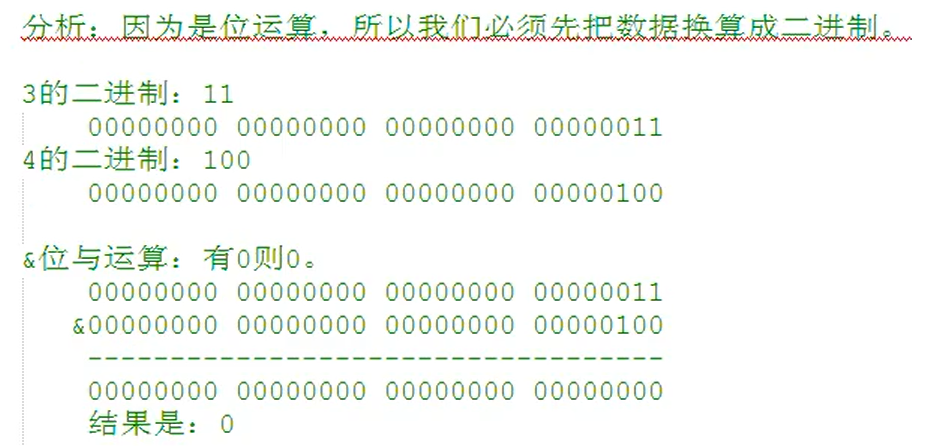 分析：因为是位运算，所以我们必须先把数据换算成二进制。
3的二进制：11
00000000 00000000 00000000 00000011
4的二进制：100
00000000 00000000 00000000 00000100
&位与运算：有0则0。
00000000 00000000 00000000 00000011
&00000000 00000000 00000000 00000100
-----------------------------------
00000000 00000000 00000000 00000000
结果是：0